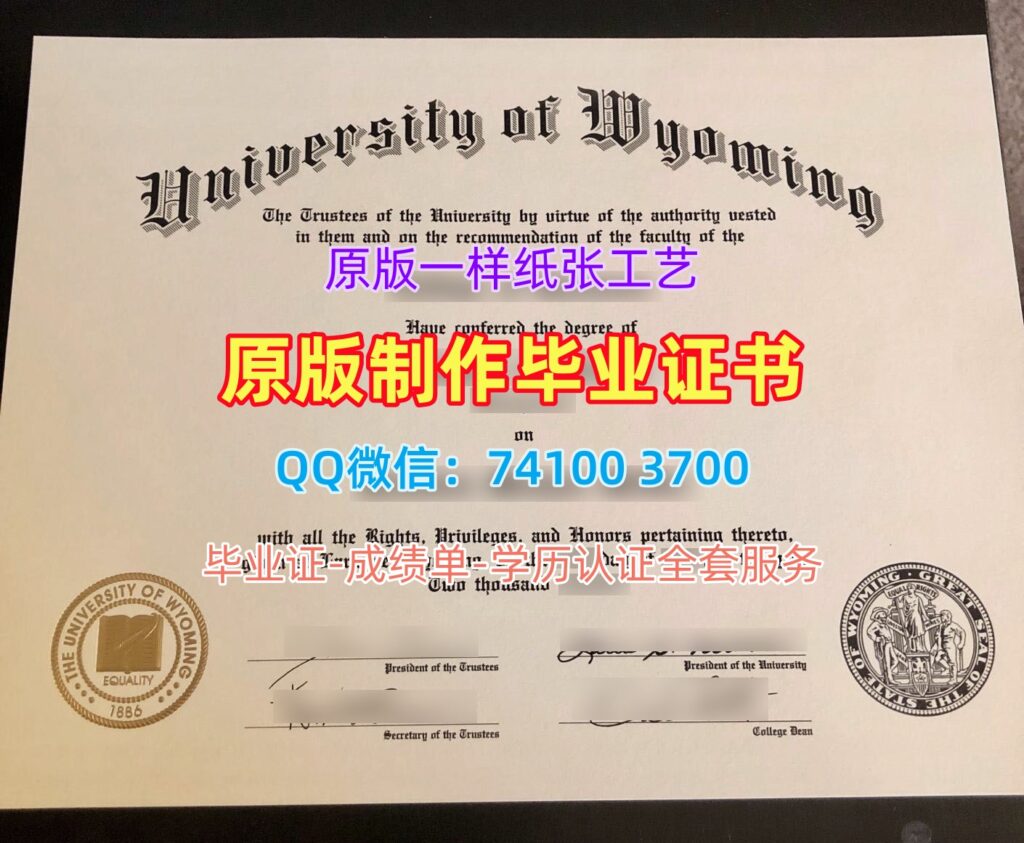 University of Wyoming
The Trustees of the University by virtue of the authority vested
in them and on the recommendation of the faculty of the
原版一样纸张工艺
Have conferred the degree of
原版制作毕业证书
on
QQ微信：74100 3700
with all the Rights, Privileges, and Honors pertaining thereto,
毕业证-成绩单-学历认证全套服务
Two thousand
THE UNIVERSITY OF WYOMING
EQUALITY
1886
GREAT SEAL OF THE STATE OF WYOMING
EQUAL RIGHTS
President of the Trustees
President of the University
Secretary of the Trustees
College Dean